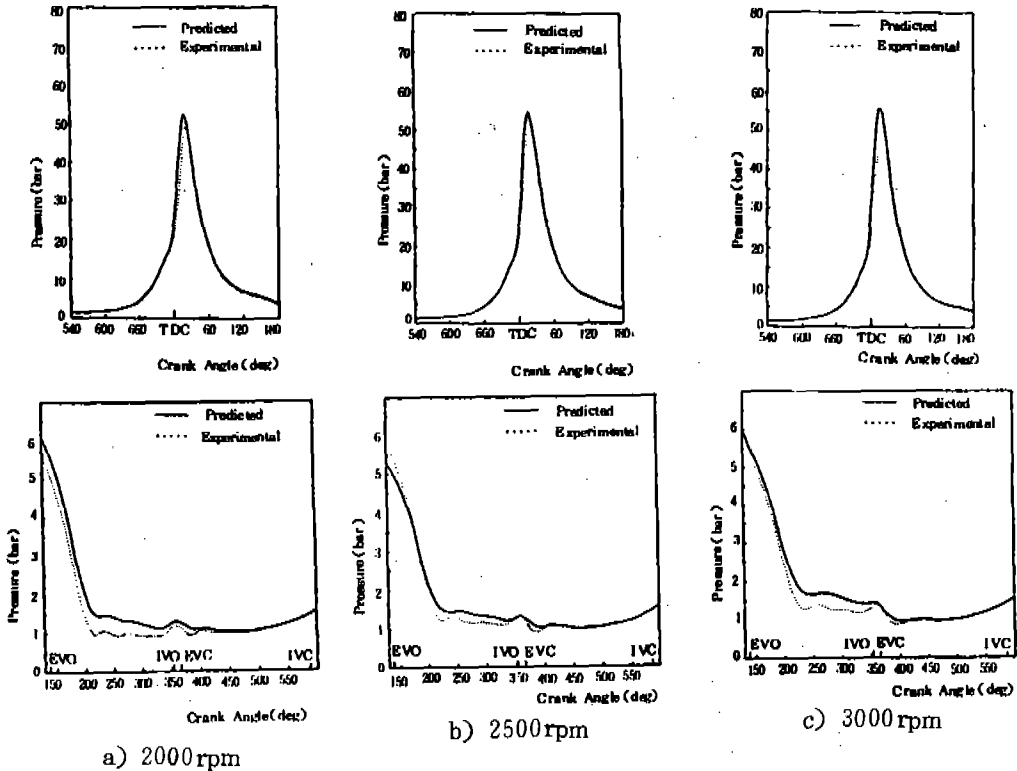 80
70
60
50
40
30
20
10
0
Pressure(bar)
Predicted
Experimental
540 600 660 TDC 60 120 180
Crank Angle(deg)
80
70
60
50
40
30
20
10
0
Pressure(bar)
Predicted
Experimental
540 600 660 TDC 60 120 180
Crank Angle(deg)
80
70
60
50
40
30
20
10
0
Pressure(bar)
Predicted
Experimental
540 600 660 TDC 60 120 180
Crank Angle(deg)
6
5
4
3
2
1
0
Pressure(bar)
Predicted
Experimental
EVO IVO EVC IVC
150 200 250 300 350 400 450 500 550
Crank Angle(deg)
a) 2000rpm
6
5
4
3
2
1
0
Pressure(bar)
Predicted
Experimental
EVO IVO EVC IVC
150 200 250 300 350 400 450 500 550 600
Crank Angle(deg)
b) 2500rpm
6
5
4
3
2
1
0
Pressure(bar)
Predicted
Experimental
EVO IVO EVC IVC
150 200 250 300 350 400 450 500 550
Crank Angle(deg)
c) 3000rpm